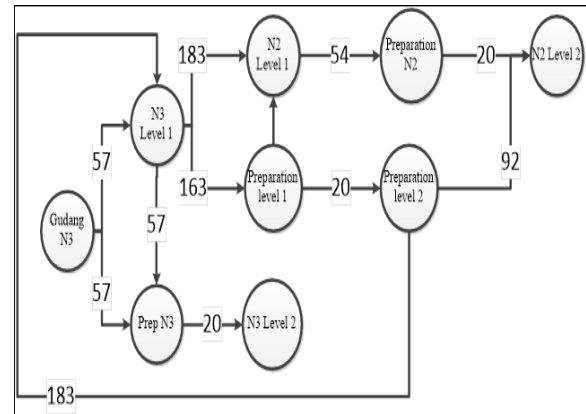 183
N2
Level 1
54
Preparation
N2
20
N2 Level 2
N3
Level 1
57
163
Preparation
level 1
20
Preparation
level 2
92
Gudang
N3
57
57
Prep N3
20
N3 Level 2
183